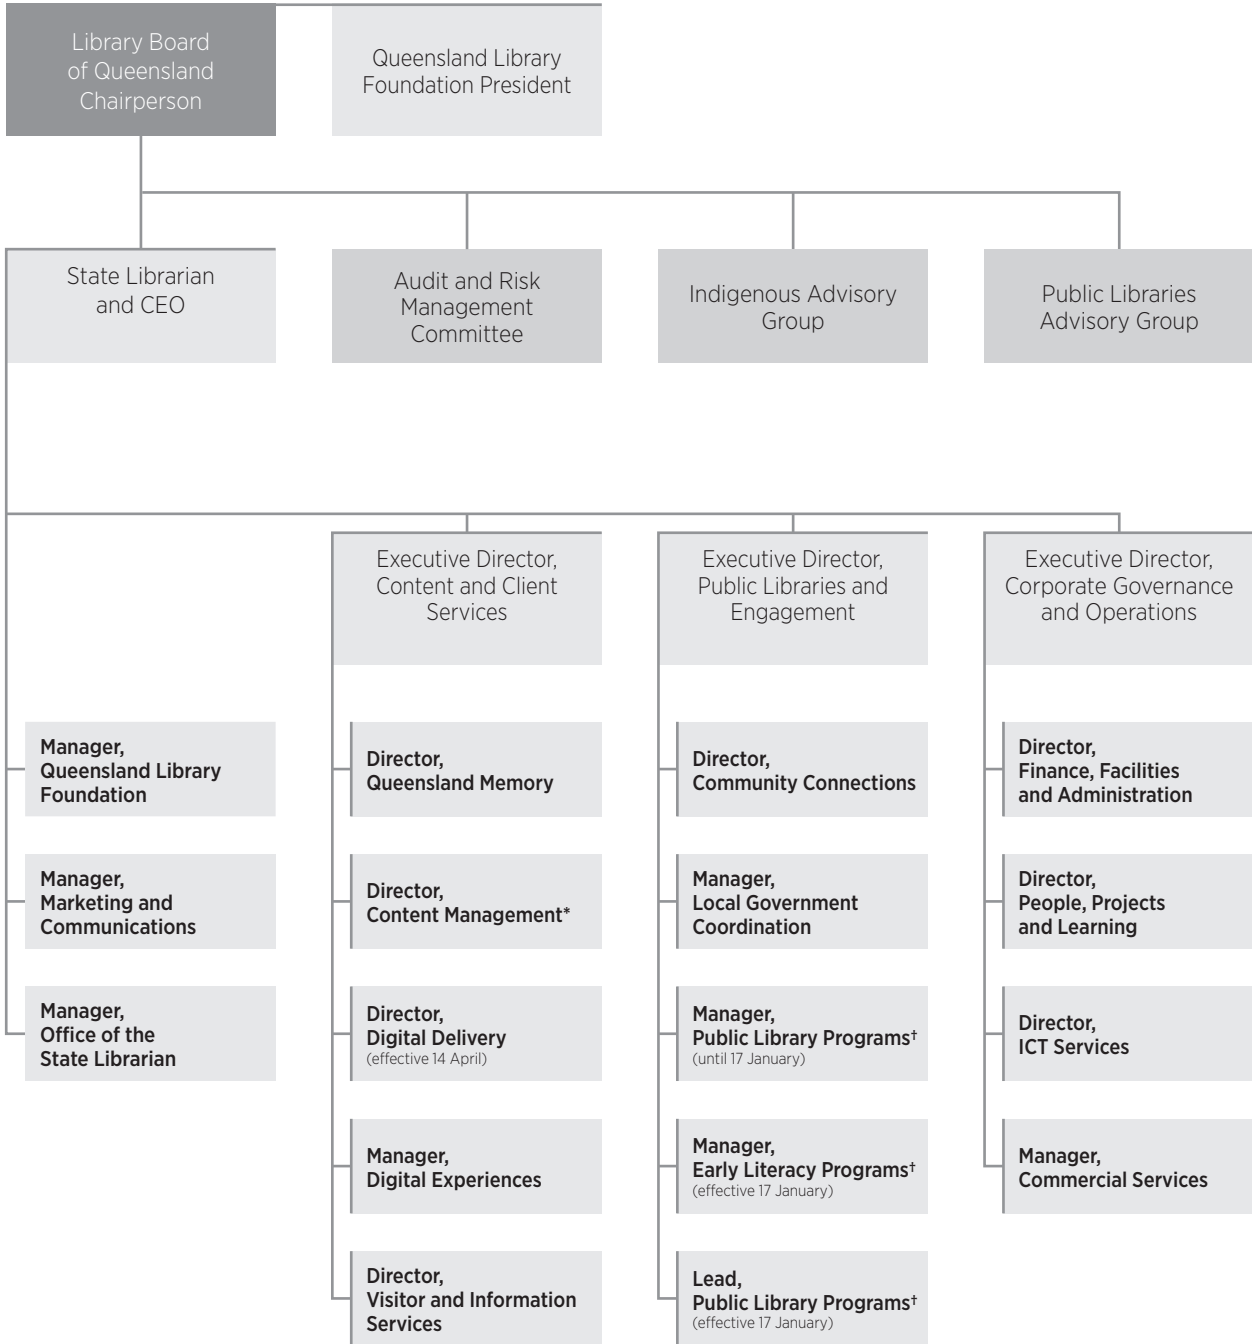 Library Board
of Queensland
Chairperson
Queensland Library
Foundation President
State Librarian
and CEO
Audit and Risk
Management
Committee
Indigenous Advisory
Group
Public Libraries
Advisory Group
Executive Director,
Content and Client
Services
Executive Director,
Public Libraries and
Engagement
Executive Director,
Corporate Governance
and Operations
Manager,
Queensland Library
Foundation
Director,
Queensland Memory
Director,
Community Connections
Director,
Finance, Facilities
and Administration
Manager,
Marketing and
Communications
Director,
Content Management*
Manager,
Local Government
Coordination
Director,
People, Projects
and Learning
Manager,
Office of the
State Librarian
Director,
Digital Delivery
(effective 14 April)
Manager,
Public Library Programs†
(until 17 January)
Director,
ICT Services
Manager,
Digital Experiences
Manager,
Early Literacy Programs†
(effective 17 January)
Manager,
Commercial Services
Director,
Visitor and Information
Services
Lead,
Public Library Programs†
(effective 17 January)